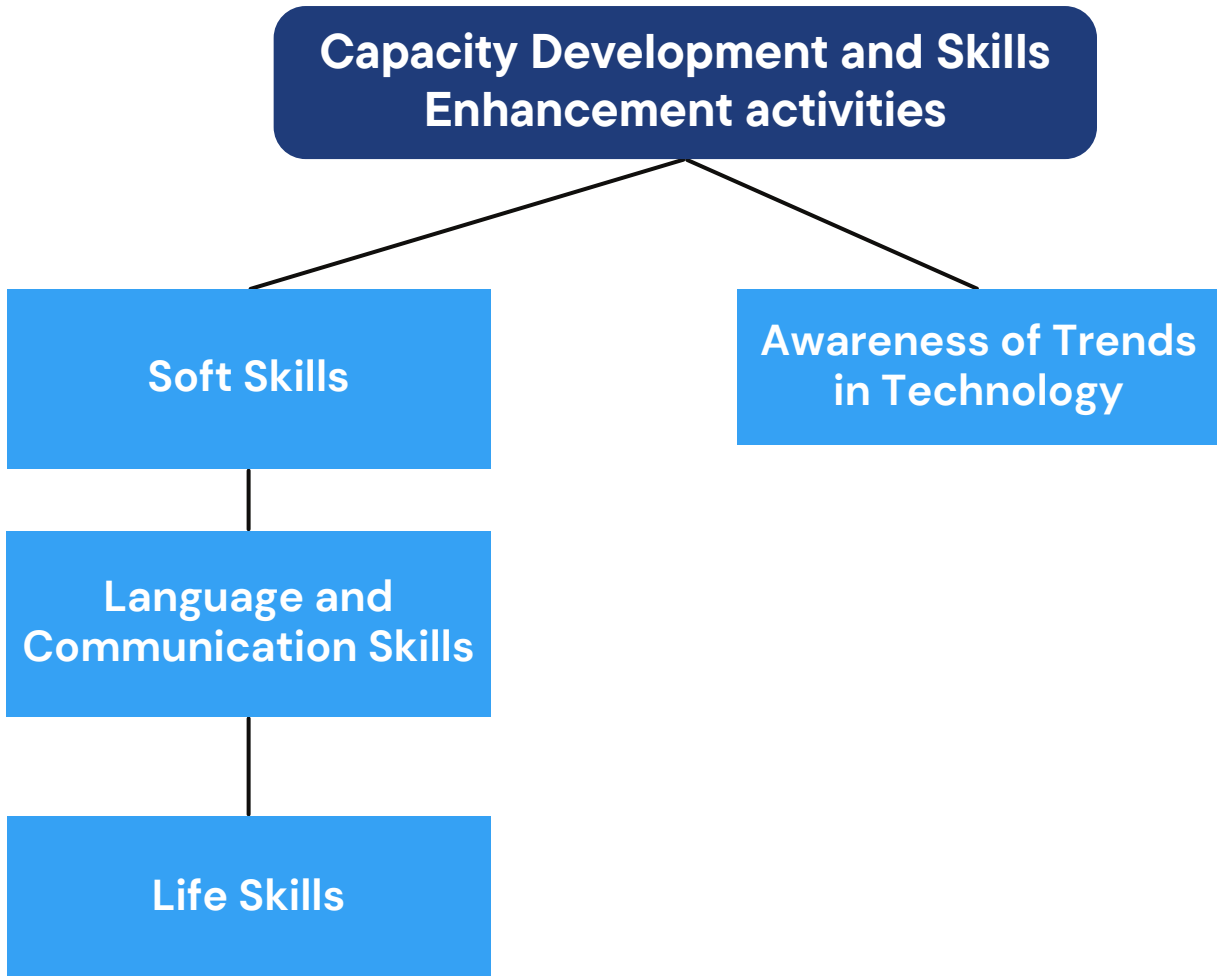 Capacity Development and Skills
Enhancement activities
Soft Skills
Awareness of Trends
in Technology
Language and
Communication Skills
Life Skills